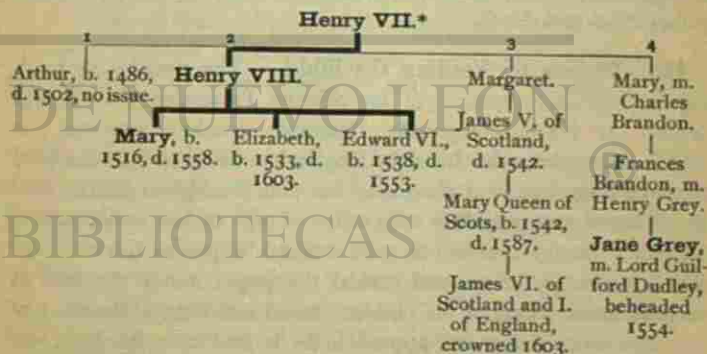 Henry VII.*
1 2 3 4
Arthur, b. 1486,
d. 1502, no issue.
Henry VIII.
Mary, b.
1516, d. 1558.
Elizabeth,
b. 1533, d.
1603.
Edward VI.,
b. 1538, d.
1553.
Margaret.
James V. of
Scotland,
d. 1542.
Mary Queen of
Scots, b. 1542,
d. 1587.
James VI. of
Scotland and I.
of England,
crowned 1603.
Mary, m.
Charles
Brandon.
Frances
Brandon, m.
Henry Grey.
Jane Grey,
m. Lord Guil-
ford Dudley,
beheaded
1554.
DE NUEVO LEÓN
®
BIBLIOTECAS